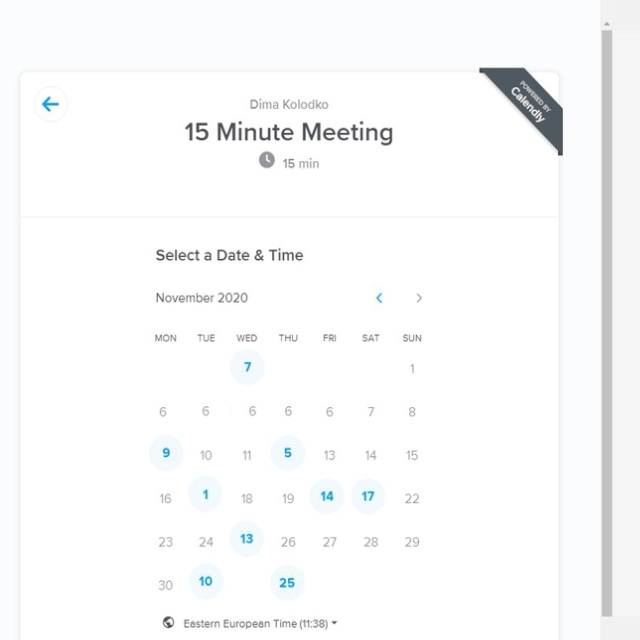 POWERED BY
Calendly
Dima Kolodko
15 Minute Meeting
15 min
Select a Date & Time
November 2020
MON TUE WED THU FRI SAT SUN
7 1
6 6 6 6 6 7 8
9 10 11 5 13 14 15
16 1 18 19 14 17 22
23 24 13 26 27 28 29
30 10 25
Eastern European Time (11:38)